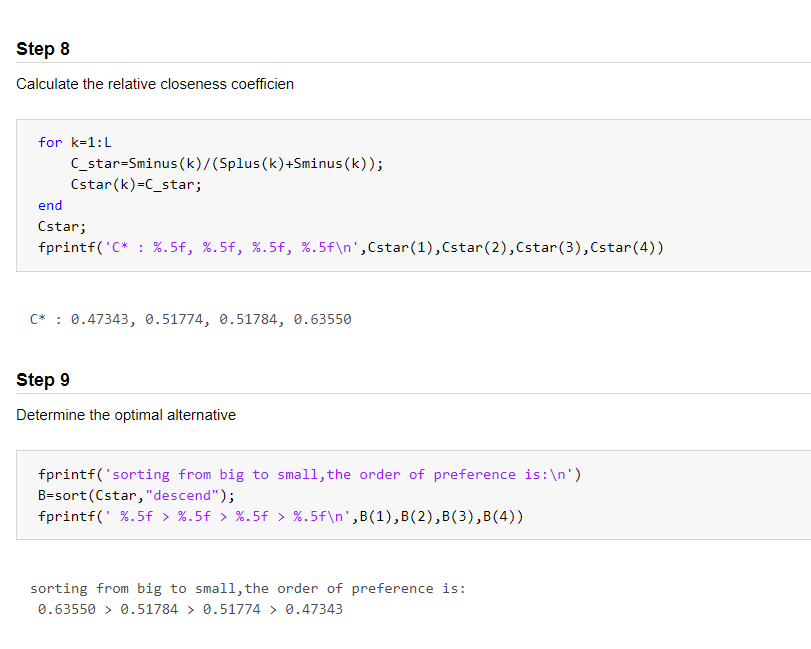 Step 8
Calculate the relative closeness coefficien
for k=1:L
    C_star=Sminus(k)/(Splus(k)+Sminus(k));
    Cstar(k)=C_star;
end
Cstar;
fprintf('C* : %.5f, %.5f, %.5f, %.5f\n',Cstar(1),Cstar(2),Cstar(3),Cstar(4))
C* : 0.47343, 0.51774, 0.51784, 0.63550
Step 9
Determine the optimal alternative
fprintf('sorting from big to small,the order of preference is:\n')
B=sort(Cstar,"descend");
fprintf(' %.5f > %.5f > %.5f > %.5f\n',B(1),B(2),B(3),B(4))
sorting from big to small,the order of preference is:
 0.63550 > 0.51784 > 0.51774 > 0.47343